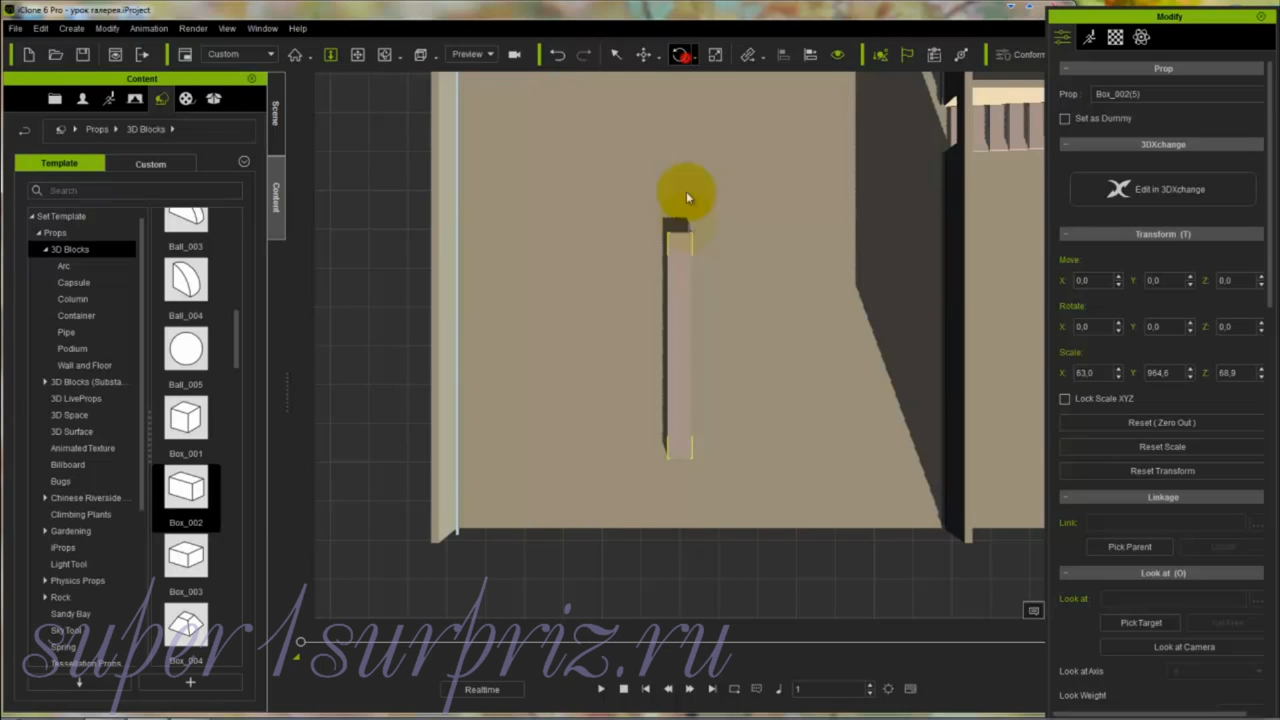 iClone 6 Pro - урок галерея.iProject
File Edit Create Modify Animation Render View Window Help
Custom Preview Conform
Content
Props 3D Blocks
Template Custom
Search
Set Template
Props
3D Blocks
Arc
Capsule
Column
Container
Pipe
Podium
Wall and Floor
3D Blocks (Substa...
3D LiveProps
3D Space
3D Surface
Animated Texture
Billboard
Bugs
Chinese Riverside ...
Climbing Plants
Gardening
iProps
Light Tool
Physics Props
Rock
Sandy Bay
Sky Tool
Spring
Tessellation Props
Ball_003
Ball_004
Ball_005
Box_001
Box_002
Box_003
Box_004
Scene
Content
Modify
Prop
Prop : Box_002(5)
Set as Dummy
3DXchange
Edit in 3DXchange
Transform (T)
Move:
X: 0,0 Y: 0,0 Z: 0,0
Rotate:
X: 0,0 Y: 0,0 Z: 0,0
Scale:
X: 63,0 Y: 964,6 Z: 68,9
Lock Scale XYZ
Reset ( Zero Out )
Reset Scale
Reset Transform
Linkage
Link:
Pick Parent
Look at (O)
Look at:
Pick Target
Look at Camera
Look at Axis
Look Weight
Realtime 1
super1surpriz.ru